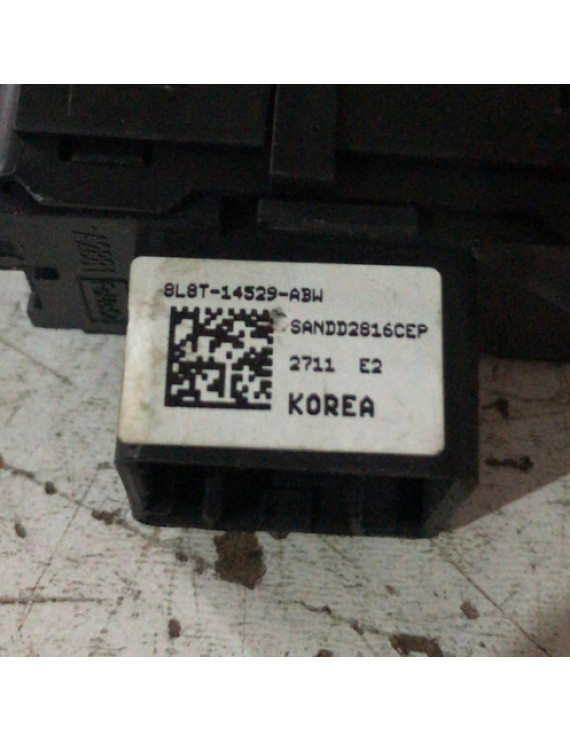 8L8T-14529-ABW
SANDD2816CEP
2711 E2
KOREA